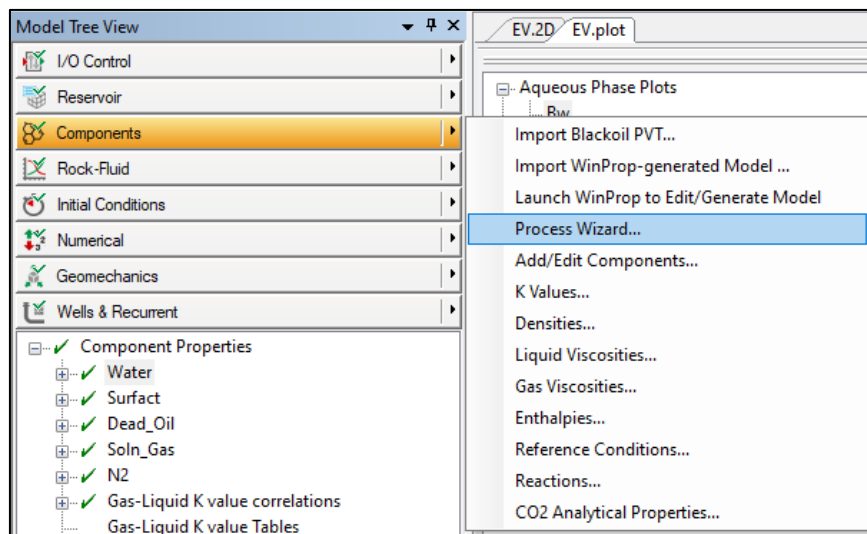 Model Tree View
I/O Control
Reservoir
Components
Rock-Fluid
Initial Conditions
Numerical
Geomechanics
Wells & Recurrent
Component Properties
Water
Surfact
Dead_Oil
Soln_Gas
N2
Gas-Liquid K value correlations
Gas-Liquid K value Tables
EV.2D EV.plot
Aqueous Phase Plots
Bw
Import Blackoil PVT...
Import WinProp-generated Model ...
Launch WinProp to Edit/Generate Model
Process Wizard...
Add/Edit Components...
K Values...
Densities...
Liquid Viscosities...
Gas Viscosities...
Enthalpies...
Reference Conditions...
Reactions...
CO2 Analytical Properties...